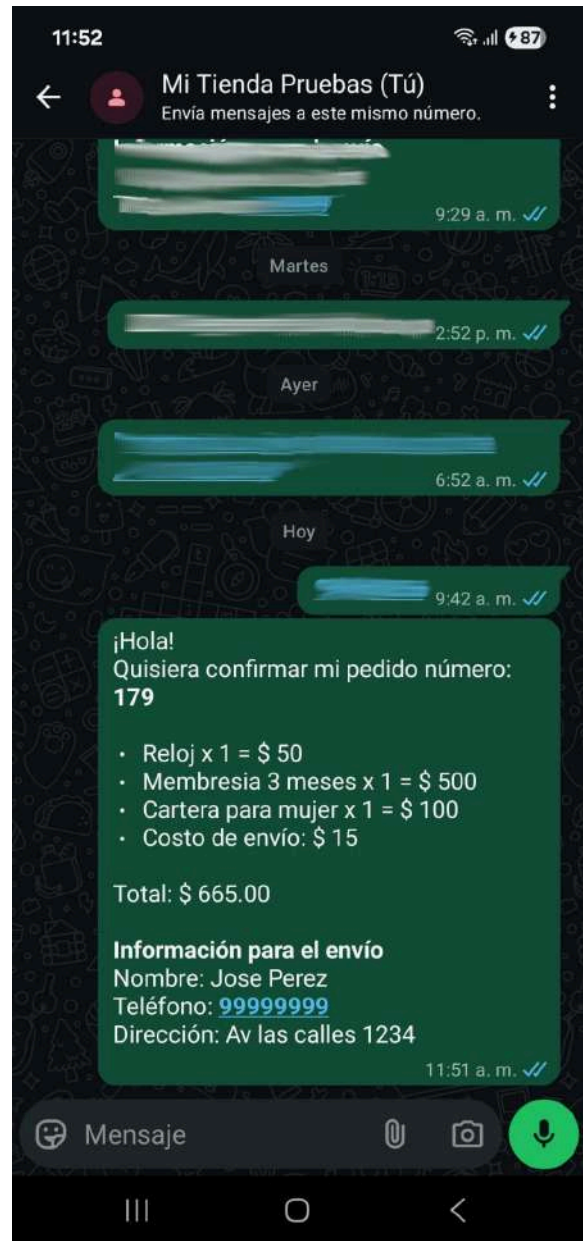 11:52
87
Mi Tienda Pruebas (Tú)
Envía mensajes a este mismo número.
9:29 a. m.
Martes
2:52 p. m.
Ayer
6:52 a. m.
Hoy
9:42 a. m.
¡Hola!
Quisiera confirmar mi pedido número:
179
· Reloj x 1 = $ 50
· Membresia 3 meses x 1 = $ 500
· Cartera para mujer x 1 = $ 100
· Costo de envío: $ 15
Total: $ 665.00
Información para el envío
Nombre: Jose Perez
Teléfono: 99999999
Dirección: Av las calles 1234
11:51 a. m.
Mensaje